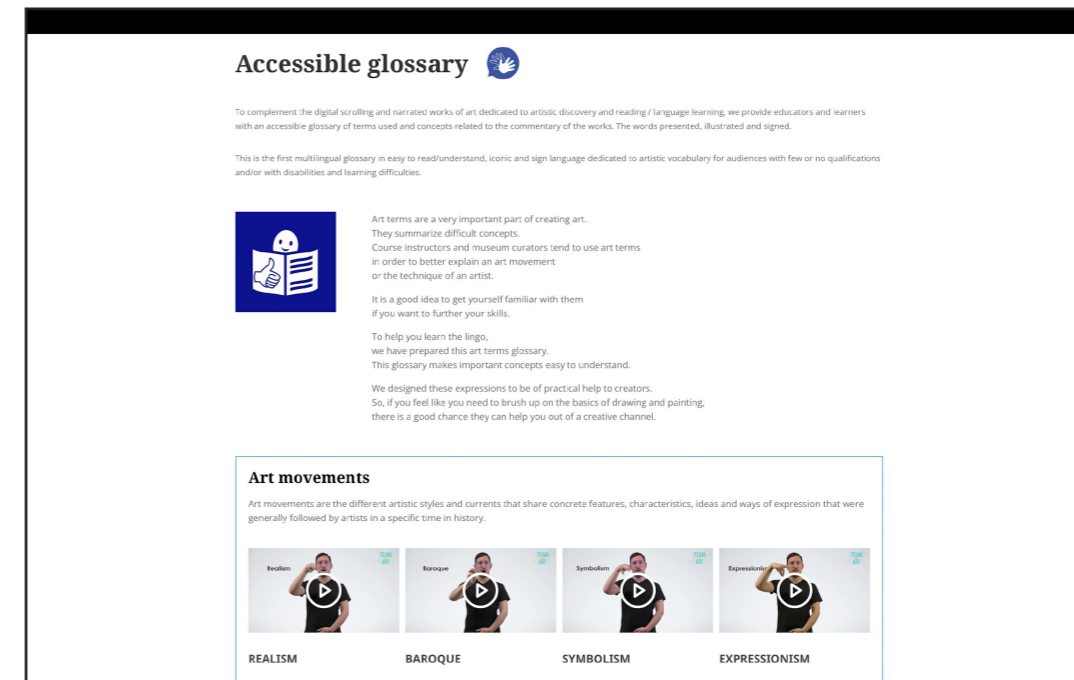 Accessible glossary
To complement the digital scrolling and narrated works of art dedicated to artistic discovery and reading / language learning, we provide educators and learners
with an accessible glossary of terms used and concepts related to the commentary of the works. The words presented, illustrated and signed.
This is the first multilingual glossary in easy to read/understand, iconic and sign language dedicated to artistic vocabulary for audiences with few or no qualifications
and/or with disabilities and learning difficulties.
Art terms are a very important part of creating art.
They summarize difficult concepts.
Course instructors and museum curators tend to use art terms
in order to better explain an art movement
or the technique of an artist.
It is a good idea to get yourself familiar with them
if you want to further your skills.
To help you learn the lingo,
we have prepared this art terms glossary.
This glossary makes important concepts easy to understand.
We designed these expressions to be of practical help to creators.
So, if you feel like you need to brush up on the basics of drawing and painting,
there is a good chance they can help you out of a creative channel.
Art movements
Art movements are the different artistic styles and currents that share concrete features, characteristics, ideas and ways of expression that were
generally followed by artists in a specific time in history.
Realism
Baroque
Symbolism
Expressionis
REALISM
BAROQUE
SYMBOLISM
EXPRESSIONISM